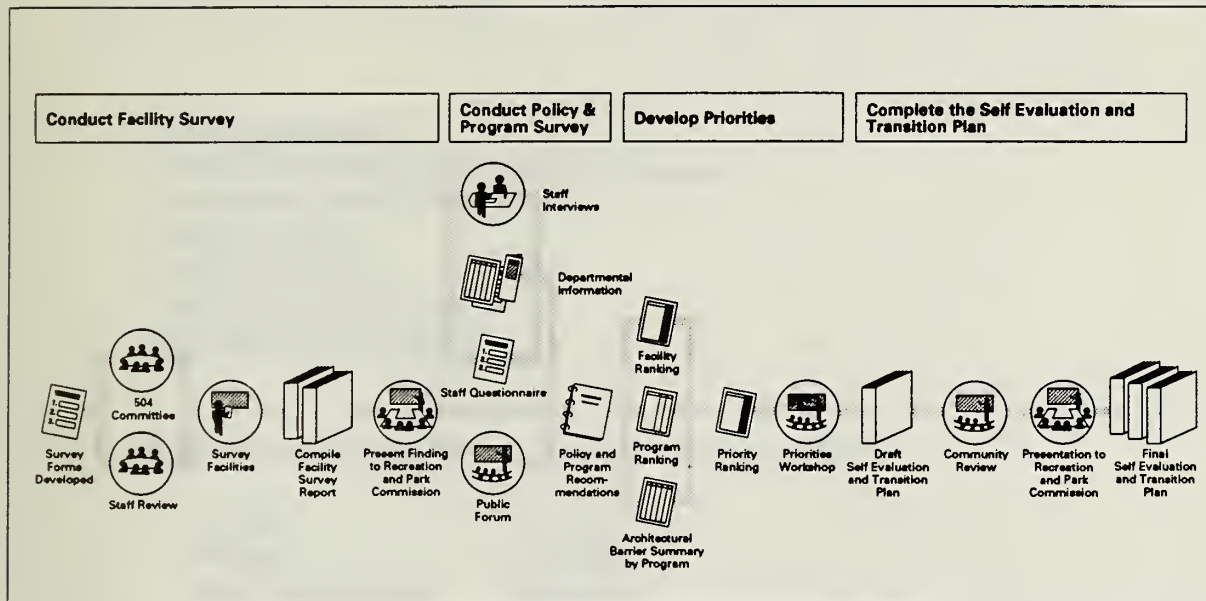 Conduct Facility Survey
Conduct Policy &
Program Survey
Develop Priorities
Complete the Self Evaluation and
Transition Plan
Staff
Interviews
Departmental
Information
Staff Questionnaire
Public
Forum
Survey
Forms
Developed
504
Committies
Staff Review
Survey
Facilities
Compile
Facility
Survey
Report
Present Finding
to Recreation
and Park
Commission
Policy and
Program
Recom-
mendations
Facility
Ranking
Program
Ranking
Architectural
Barrier Summary
by Program
Priority
Ranking
Priorities
Workshop
Draft
Self Evaluation
and Transition
Plan
Community
Review
Presentation to
Recreation
and Park
Commission
Final
Self Evaluation
and Transition
Plan